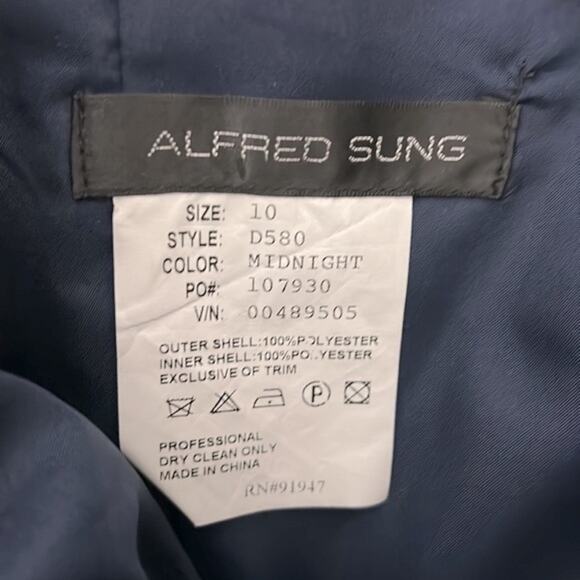 ALFRED SUNG
SIZE: 10
STYLE: D580
COLOR: MIDNIGHT
PO#: 107930
V/N: 00489505
OUTER SHELL:100%POLYESTER
INNER SHELL:100%POLYESTER
EXCLUSIVE OF TRIM
P
PROFESSIONAL
DRY CLEAN ONLY
MADE IN CHINA
RN#91947